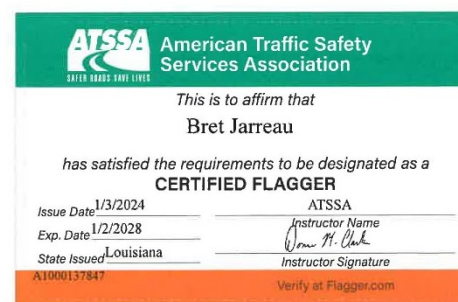 ATSSA
SAFER ROADS SAVE LIVES
American Traffic Safety
Services Association
This is to affirm that
Bret Jarreau
has satisfied the requirements to be designated as a
CERTIFIED FLAGGER
Issue Date 1/3/2024
ATSSA
Instructor Name
Exp. Date 1/2/2028
Donna M. Clark
State Issued Louisiana
Instructor Signature
A1000137847
Verify at Flagger.com